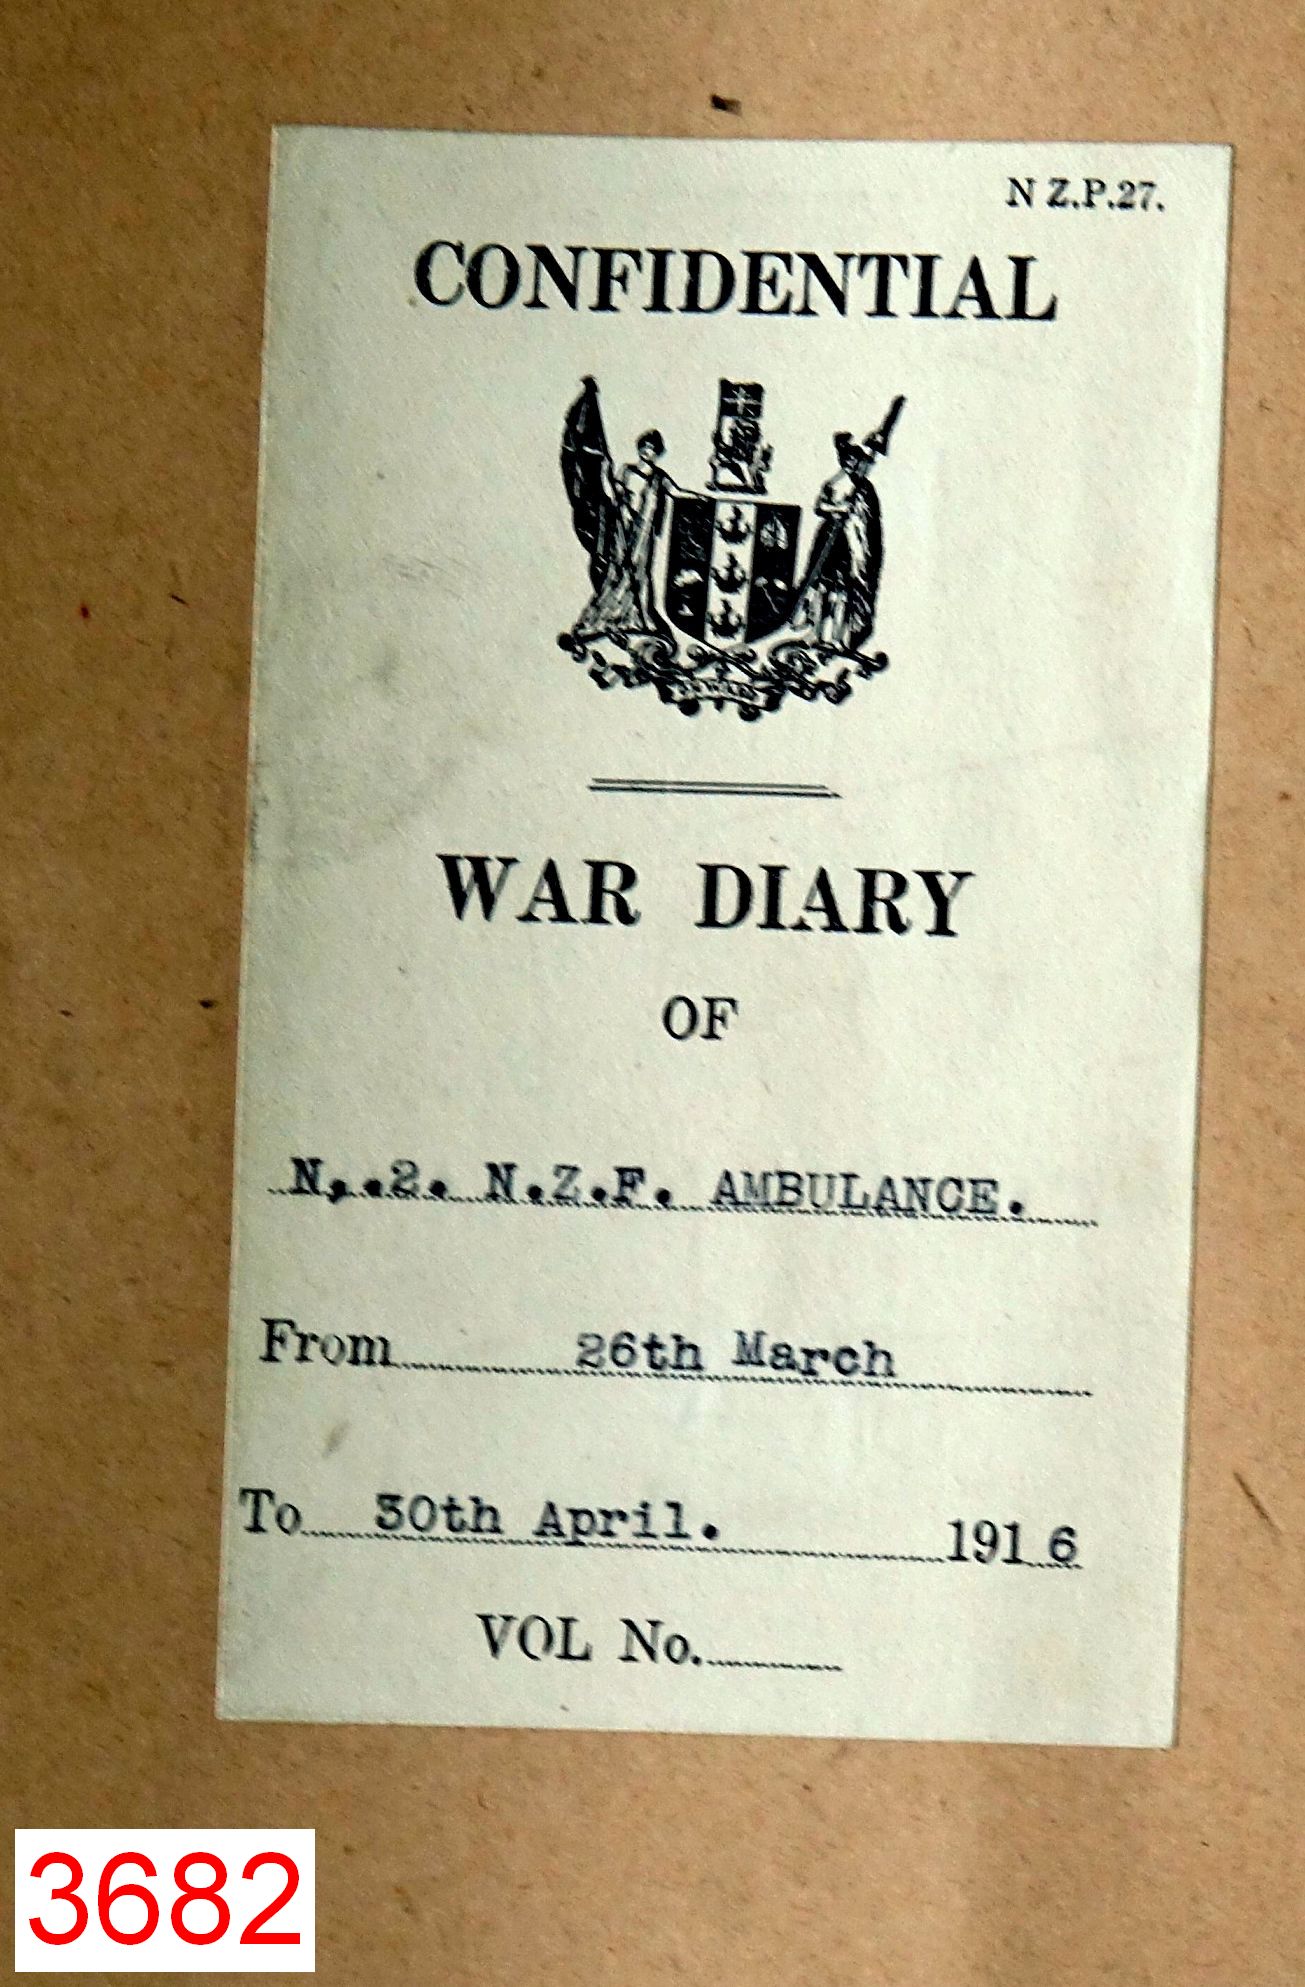 N Z.P.27.
CONFIDENTIAL
WAR DIARY
OF
N,.2. N.Z.F. AMBULANCE.
From 26th March
To 30th April. 1916
VOL No.
3682